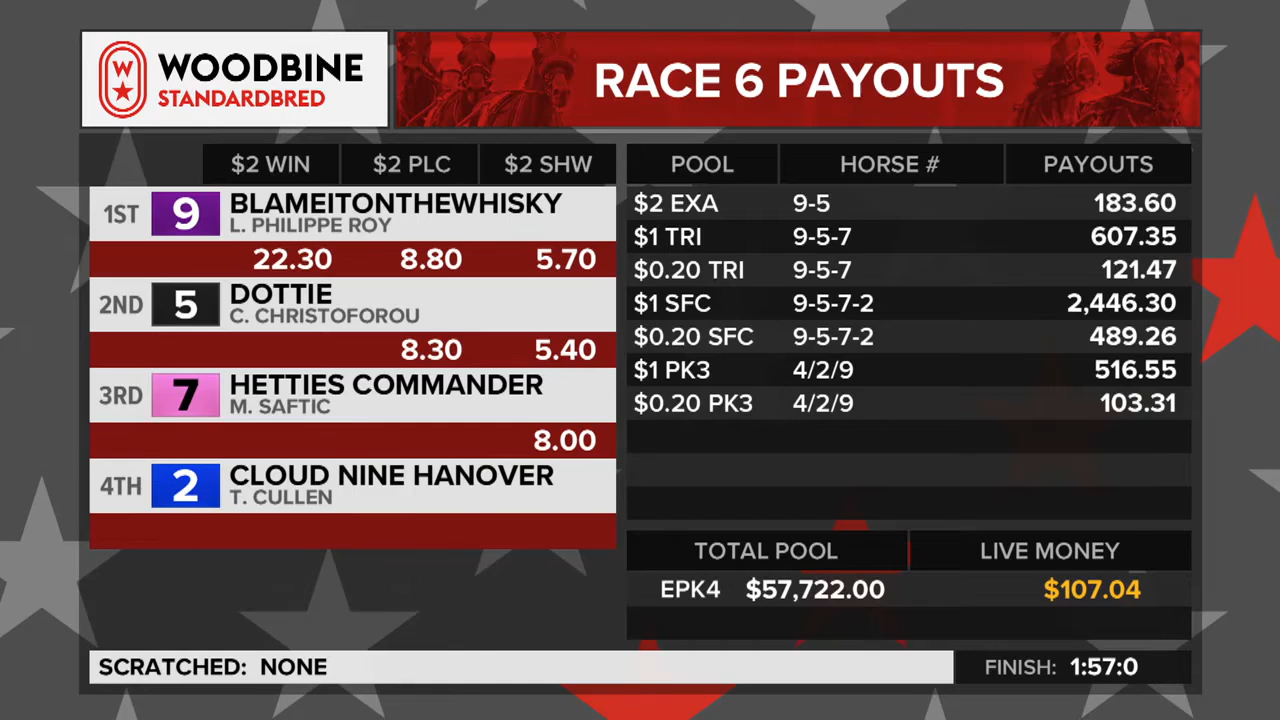 W
WOODBINE
STANDARDBRED
RACE 6 PAYOUTS
$2 WIN $2 PLC $2 SHW
1ST 9 BLAMEITONTHEWHISKY
L. PHILIPPE ROY
22.30 8.80 5.70
2ND 5 DOTTIE
C. CHRISTOFOROU
8.30 5.40
3RD 7 HETTIES COMMANDER
M. SAFTIC
8.00
4TH 2 CLOUD NINE HANOVER
T. CULLEN
POOL HORSE # PAYOUTS
$2 EXA 9-5 183.60
$1 TRI 9-5-7 607.35
$0.20 TRI 9-5-7 121.47
$1 SFC 9-5-7-2 2,446.30
$0.20 SFC 9-5-7-2 489.26
$1 PK3 4/2/9 516.55
$0.20 PK3 4/2/9 103.31
TOTAL POOL LIVE MONEY
EPK4 $57,722.00 $107.04
SCRATCHED: NONE
FINISH: 1:57:0